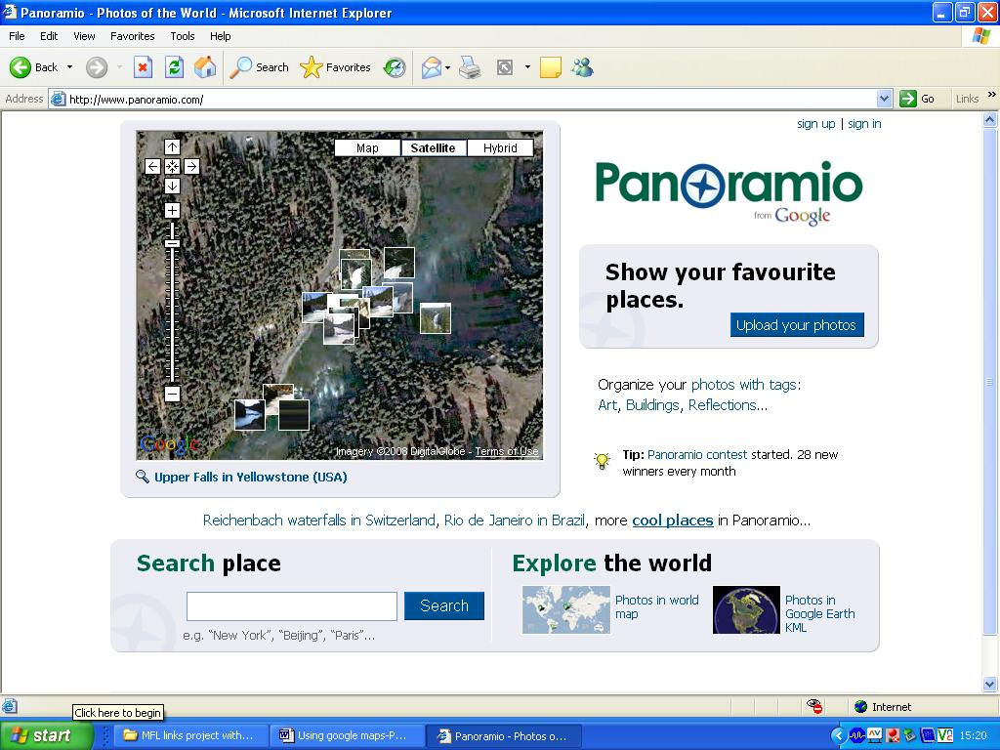 Panoramio - Photos of the World - Microsoft Internet Explorer
File Edit View Favorites Tools Help
Back Search Favorites
Address http://www.panoramio.com/ Go Links »
sign up | sign in
Map Satellite Hybrid
Panoramio
from Google
Show your favourite
places.
Upload your photos
Organize your photos with tags:
Art, Buildings, Reflections...
Google
Imagery ©2008 DigitalGlobe - Terms of Use
Tip: Panoramio contest started. 28 new
winners every month
Upper Falls in Yellowstone (USA)
Reichenbach waterfalls in Switzerland, Rio de Janeiro in Brazil, more cool places in Panoramio...
Search place
Search
e.g. “New York”, “Beijing”, “Paris”...
Explore the world
Photos in world
map
Photos in
Google Earth
KML
Click here to begin
Internet
start
MFL links project with...
Using google maps-P...
Panoramio - Photos o...
15:20